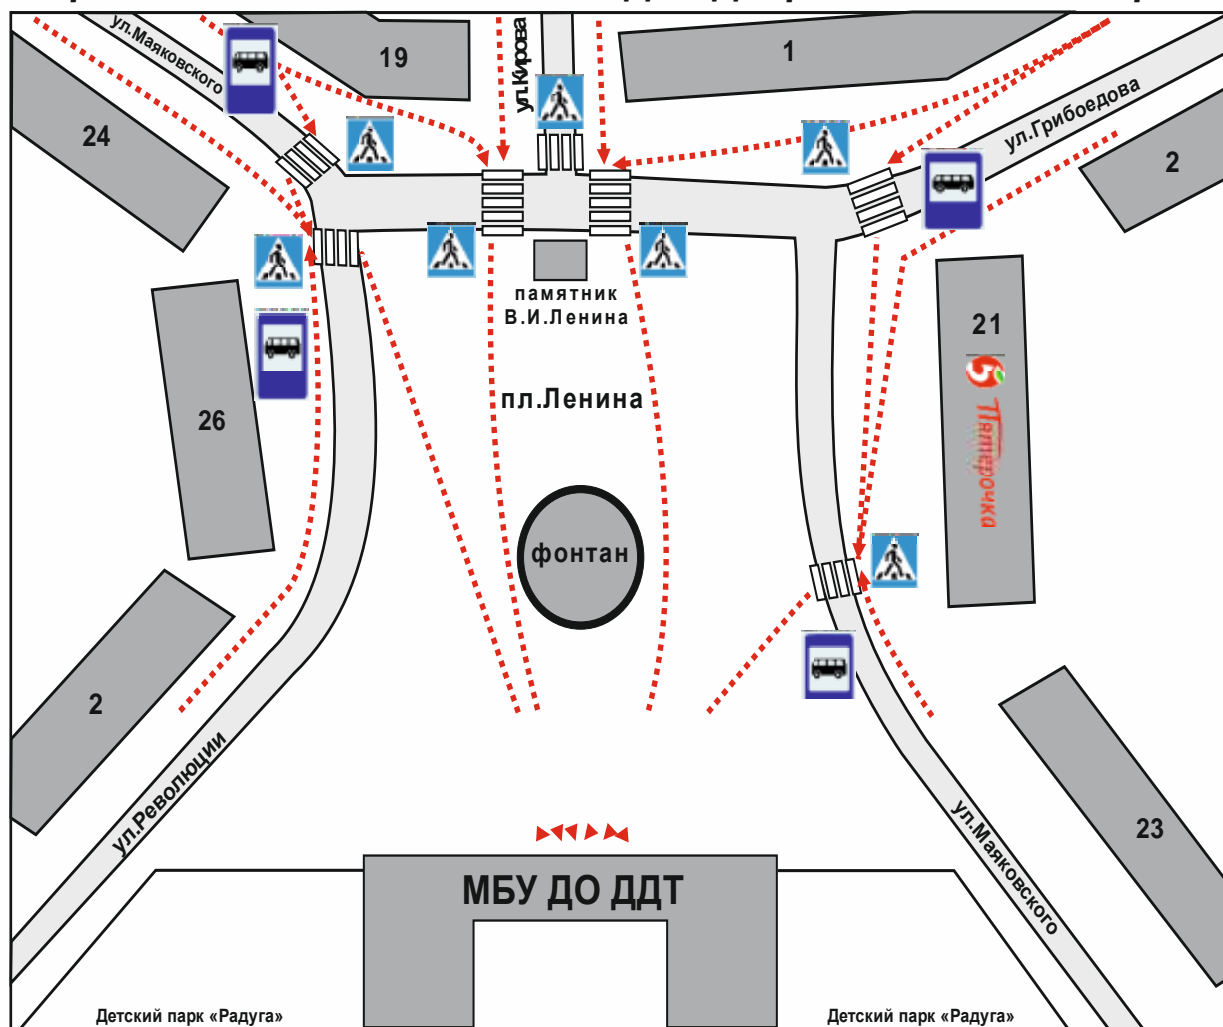 ул.Маяковского
19
ул.Кирова
1
ул.Грибоедова
24
2
памятник
В.И.Ленина
21
Пятерочка
пл.Ленина
26
фонтан
2
ул.Революции
ул.Маяковского
23
МБУ ДО ДДТ
Детский парк «Радуга»
Детский парк «Радуга»